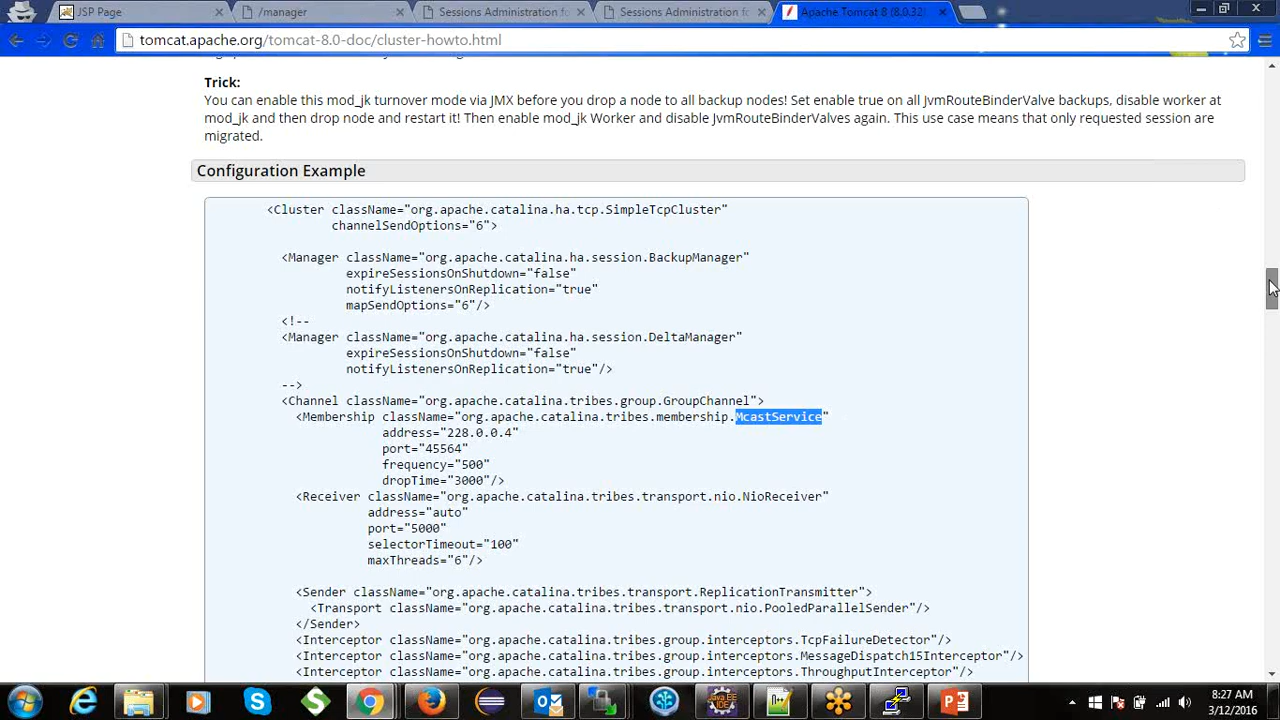 JSP Page
/manager
Sessions Administration fo
Sessions Administration for
Apache Tomcat 8 (8.0.32)
tomcat.apache.org/tomcat-8.0-doc/cluster-howto.html
Trick:
You can enable this mod_jk turnover mode via JMX before you drop a node to all backup nodes! Set enable true on all JvmRouteBinderValve backups, disable worker at
mod_jk and then drop node and restart it! Then enable mod_jk Worker and disable JvmRouteBinderValves again. This use case means that only requested session are
migrated.
Configuration Example
<Cluster className="org.apache.catalina.ha.tcp.SimpleTcpCluster"
channelSendOptions="6">
<Manager className="org.apache.catalina.ha.session.BackupManager"
expireSessionsOnShutdown="false"
notifyListenersOnReplication="true"
mapSendOptions="6"/>
<!--
<Manager className="org.apache.catalina.ha.session.DeltaManager"
expireSessionsOnShutdown="false"
notifyListenersOnReplication="true"/>
-->
<Channel className="org.apache.catalina.tribes.group.GroupChannel">
<Membership className="org.apache.catalina.tribes.membership.McastService"
address="228.0.0.4"
port="45564"
frequency="500"
dropTime="3000"/>
<Receiver className="org.apache.catalina.tribes.transport.nio.NioReceiver"
address="auto"
port="5000"
selectorTimeout="100"
maxThreads="6"/>
<Sender className="org.apache.catalina.tribes.transport.ReplicationTransmitter">
<Transport className="org.apache.catalina.tribes.transport.nio.PooledParallelSender"/>
</Sender>
<Interceptor className="org.apache.catalina.tribes.group.interceptors.TcpFailureDetector"/>
<Interceptor className="org.apache.catalina.tribes.group.interceptors.MessageDispatch15Interceptor"/>
<Interceptor className="org.apache.catalina.tribes.group.interceptors.ThroughputInterceptor"/>
8:27 AM
3/12/2016